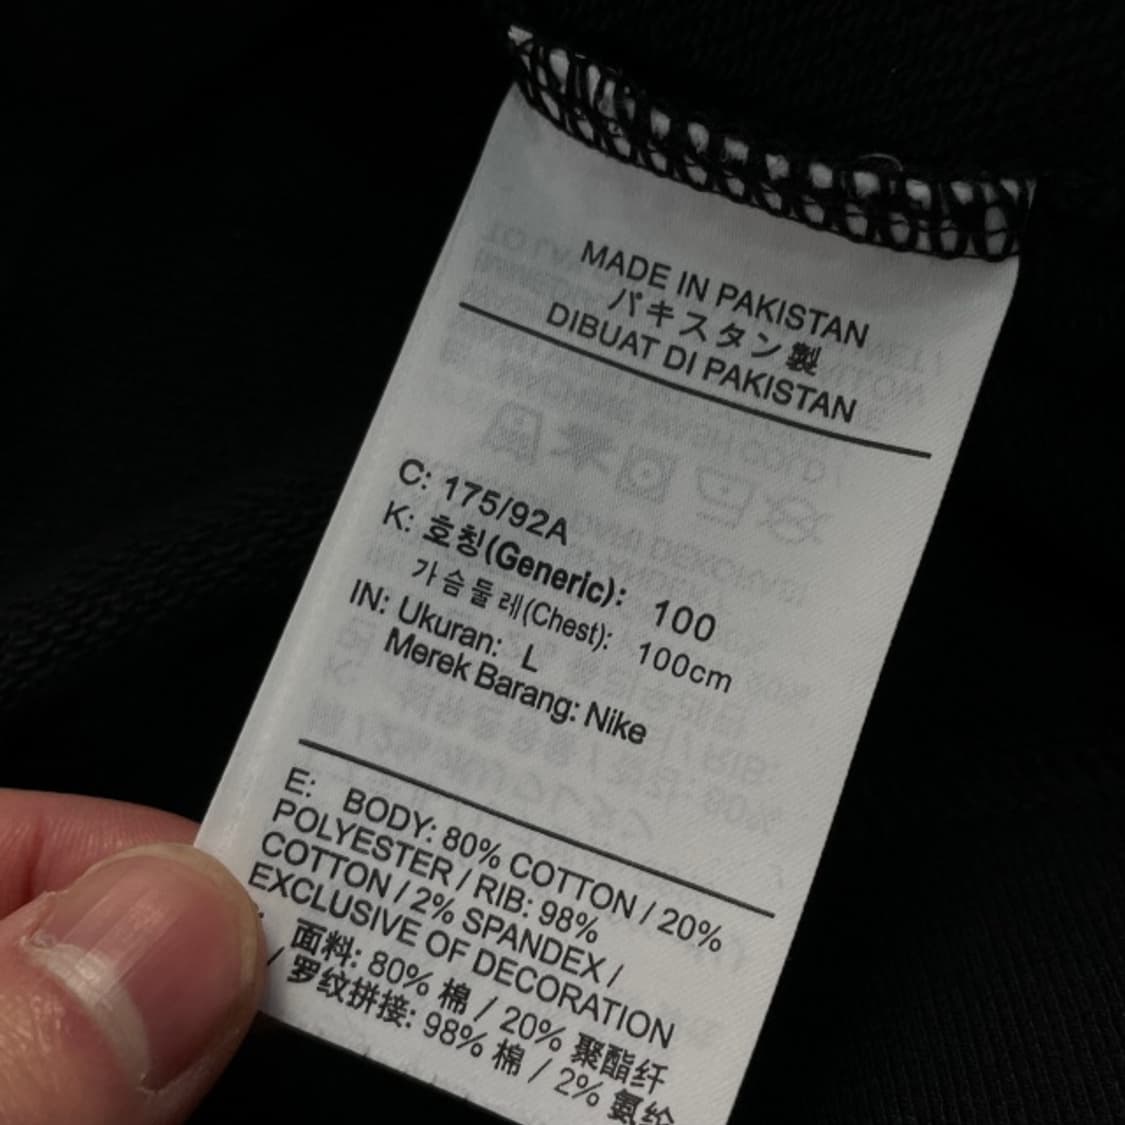 MADE IN PAKISTAN
パキスタン製
DIBUAT DI PAKISTAN
C: 175/92A
K: 호칭(Generic): 100
가슴둘레(Chest): 100cm
IN: Ukuran: L
Merek Barang: Nike
E: BODY: 80% COTTON / 20%
POLYESTER / RIB: 98%
COTTON / 2% SPANDEX /
EXCLUSIVE OF DECORATION
面料: 80% 棉 / 20% 聚酯纤
/ 罗纹拼接: 98% 棉 / 2% 氨纶